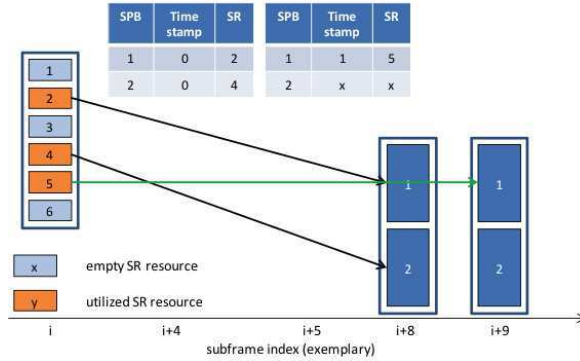 SPB Time stamp SR SPB Time stamp SR
1 0 2 1 1 5
2 0 4 2 x x
1
2
3
4
5
6
i 1
2 2
x empty SR resource
y utilized SR resource
i i+4 i+5 i+8 i+9
subframe index (exemplary)